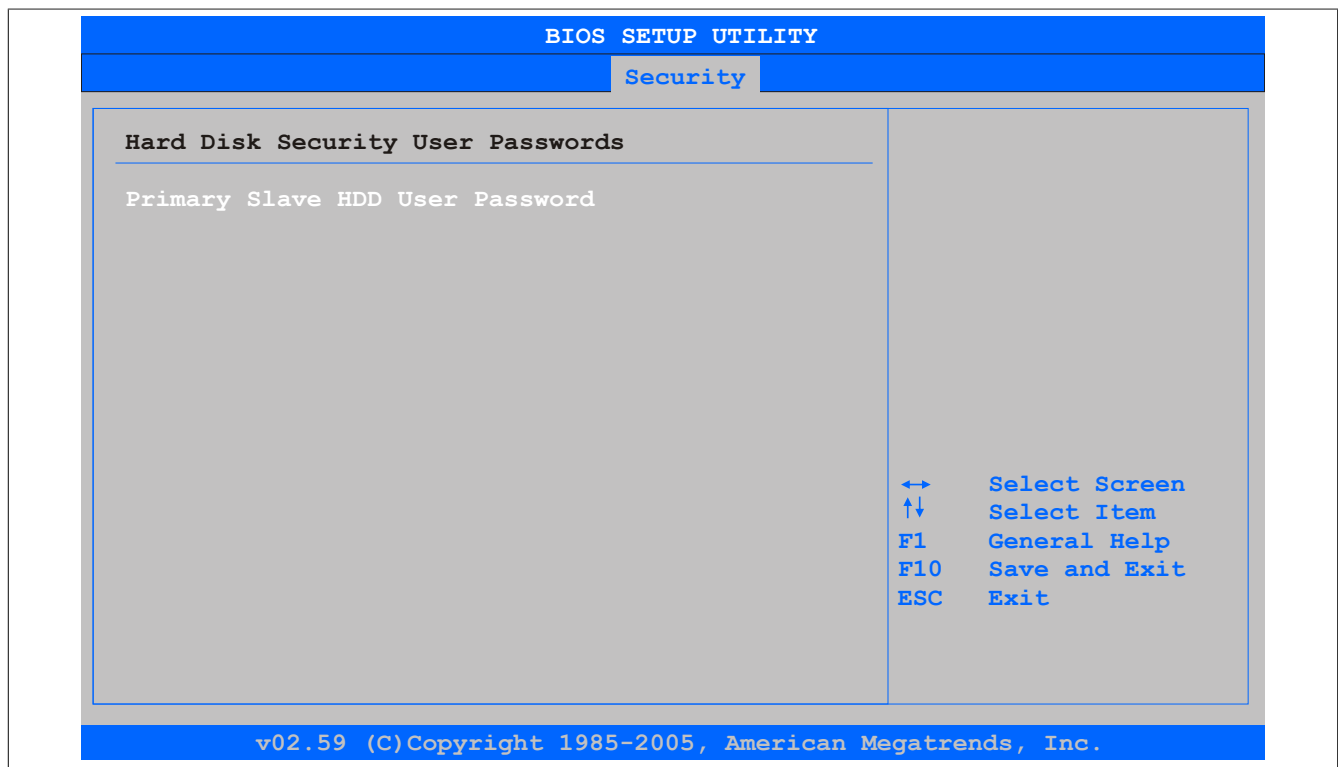 BIOS SETUP UTILITY
Security
Hard Disk Security User Passwords
Primary Slave HDD User Password
↔ Select Screen
↑↓ Select Item
F1 General Help
F10 Save and Exit
ESC Exit
v02.59 (C)Copyright 1985-2005, American Megatrends, Inc.